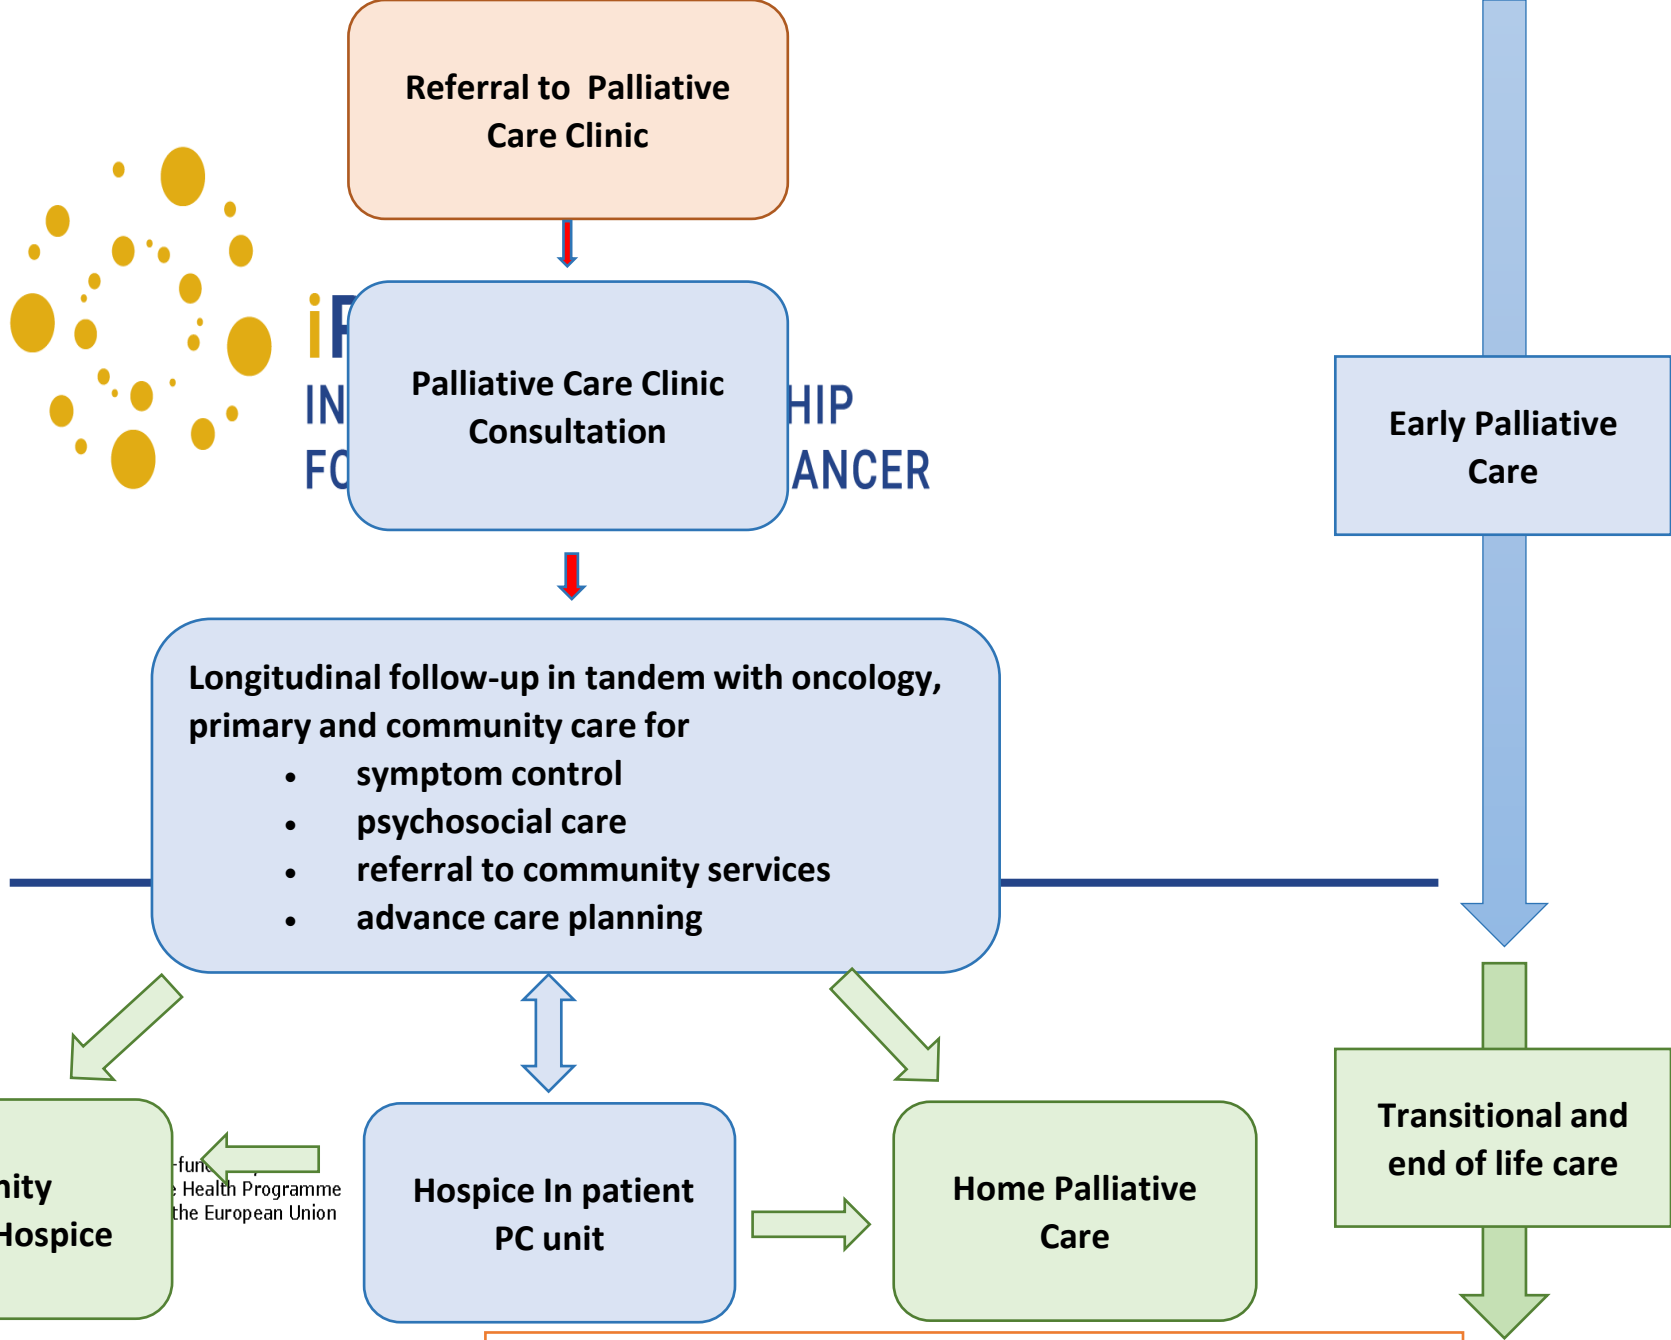 Referral to Palliative
Care Clinic
Palliative Care Clinic
Consultation
HIP
ANCER
Early Palliative
Care
Longitudinal follow-up in tandem with oncology,
primary and community care for
• symptom control
• psychosocial care
• referral to community services
• advance care planning
Hospice
Health Programme
the European Union
Hospice In patient
PC unit
Home Palliative
Care
Transitional and
end of life care